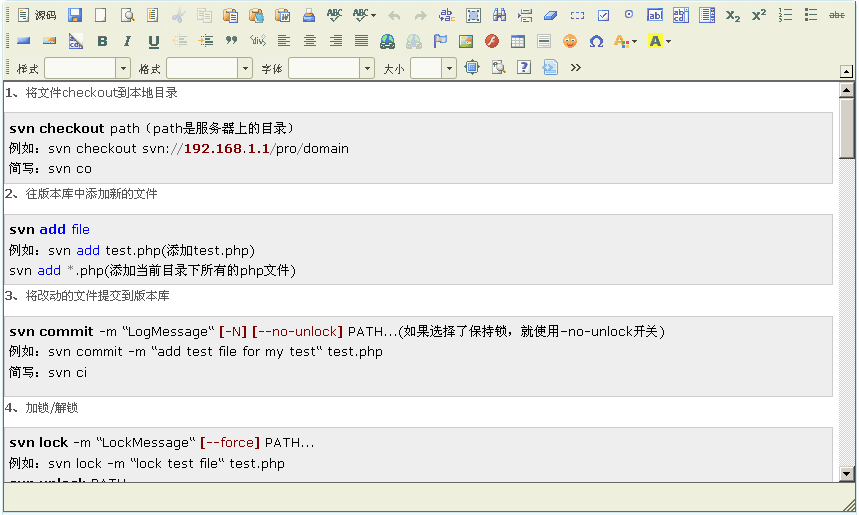 源码
样式 格式 字体 大小
1、将文件checkout到本地目录
svn checkout path（path是服务器上的目录）
例如：svn checkout svn://192.168.1.1/pro/domain
简写：svn co
2、往版本库中添加新的文件
svn add file
例如：svn add test.php(添加test.php)
svn add *.php(添加当前目录下所有的php文件)
3、将改动的文件提交到版本库
svn commit -m “LogMessage“ [-N] [--no-unlock] PATH...(如果选择了保持锁，就使用–no-unlock开关)
例如：svn commit -m “add test file for my test“ test.php
简写：svn ci
4、加锁/解锁
svn lock -m “LockMessage“ [--force] PATH...
例如：svn lock -m “lock test file“ test.php
svn unlock PATH